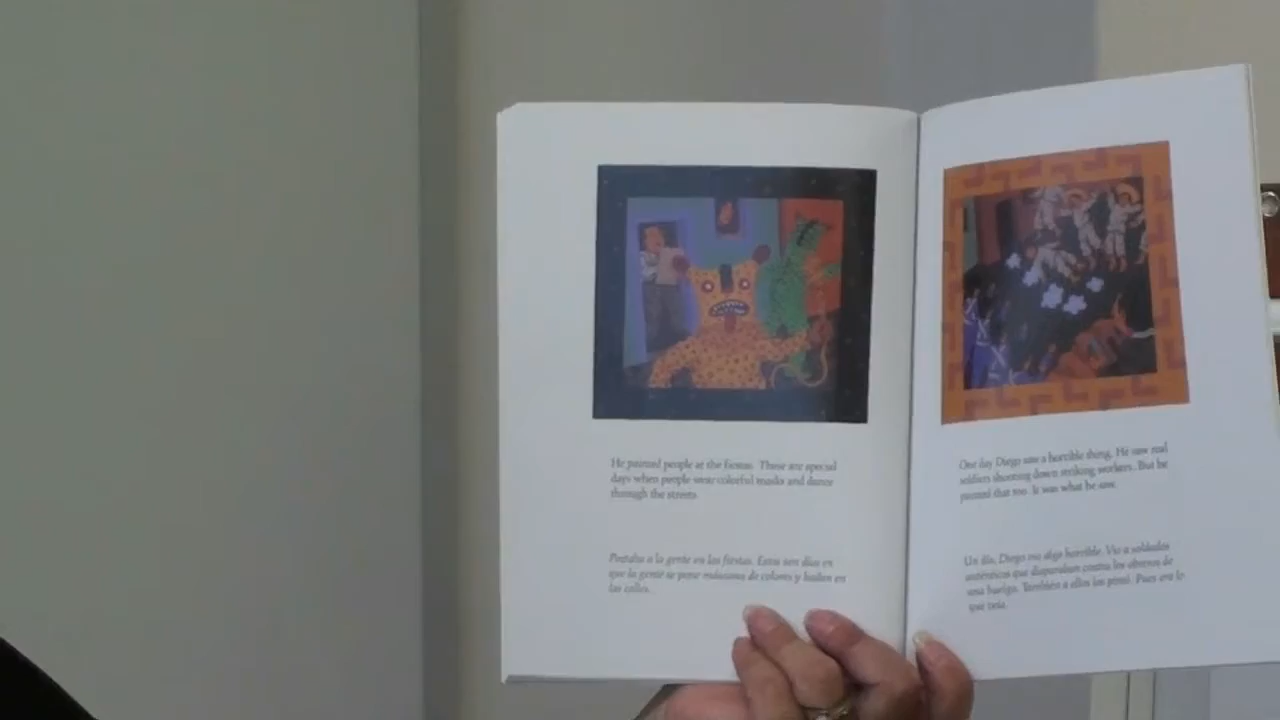 He painted people at the fiestas. These are special
days when people wear colorful masks and dance
through the streets.
Pintaba a la gente en las fiestas. Estos son días en
que la gente se pone máscaras de colores y bailan en
las calles.
One day Diego saw a horrible thing. He saw real
soldiers shooting down striking workers. But he
painted that too. It was what he saw.
Un día, Diego vio algo horrible. Vio a soldados
auténticos que disparaban contra los obreros de
una huelga. También a ellos los pintó. Pues era lo
que veía.